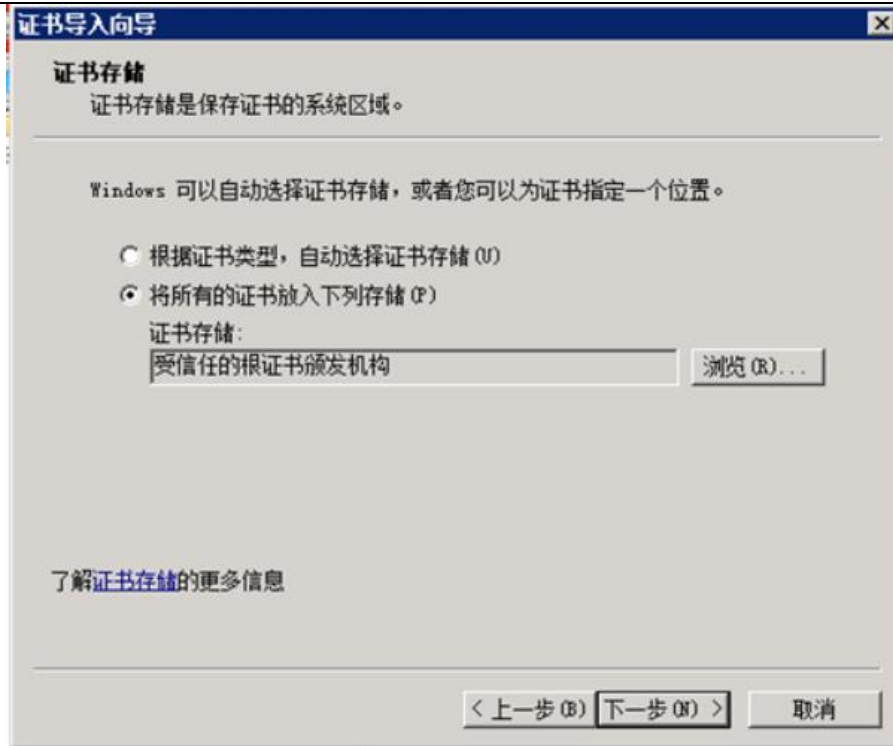 证书导入向导
证书存储
证书存储是保存证书的系统区域。
Windows 可以自动选择证书存储，或者您可以为证书指定一个位置。
根据证书类型，自动选择证书存储(U)
将所有的证书放入下列存储(P)
证书存储:
受信任的根证书颁发机构 浏览(R)...
了解证书存储的更多信息
< 上一步(B) 下一步(N) > 取消